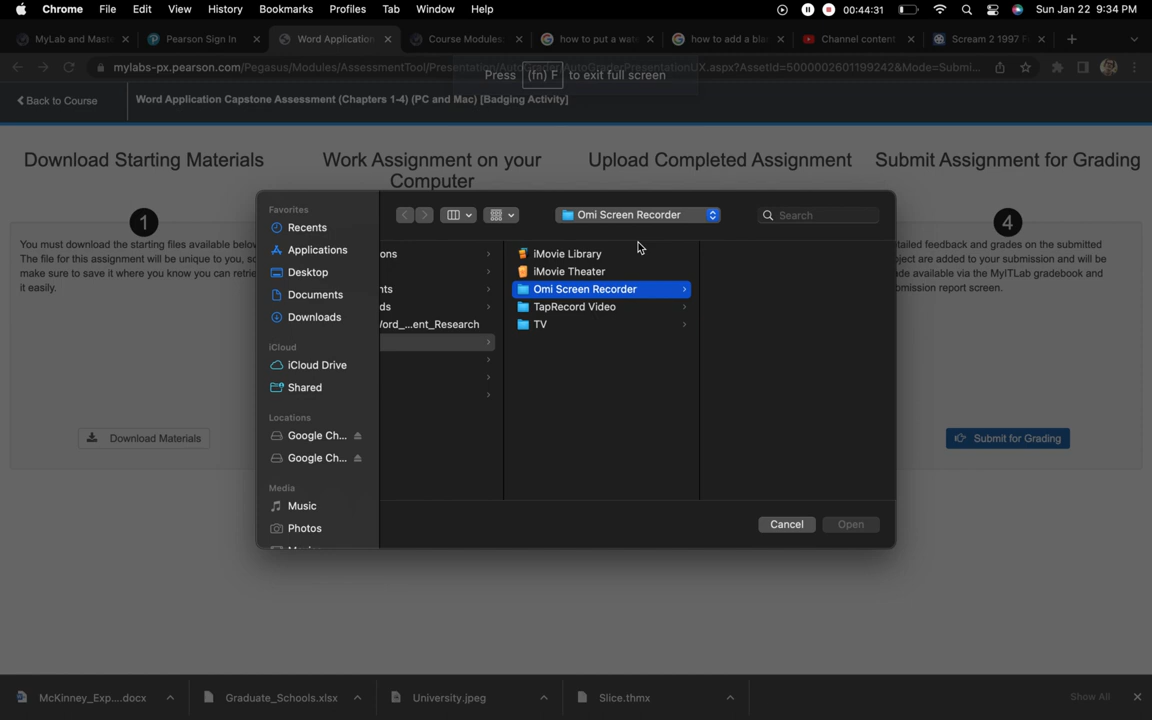 Chrome File Edit View History Bookmarks Profiles Tab Window Help 00:44:31 Sun Jan 22 9:34 PM
MyLab and Maste Pearson Sign In Word Application Course Modules: how to put a wat how to add a bla Channel content Scream 2 1997 F
mylabs-px.pearson.com/Pegasus/Modules/AssessmentTool/Presentation/AutoGrader/AutoGraderPresentationUX.aspx?AssetId=5000002601199242&Mode=Submi...
Press (fn) F to exit full screen
Back to Course Word Application Capstone Assessment (Chapters 1-4) (PC and Mac) [Badging Activity]
Download Starting Materials
Work Assignment on your
Computer
Upload Completed Assignment
Submit Assignment for Grading
1
You must download the starting files available belo
The file for this assignment will be unique to you, so
make sure to save it where you know you can retrie
it easily.
Download Materials
4
tailed feedback and grades on the submitted
ject are added to your submission and will be
de available via the MyITLab gradebook and
omission report screen.
Submit for Grading
Favorites
Recents
Applications
Desktop
Documents
Downloads
iCloud
iCloud Drive
Shared
Locations
Google Ch...
Google Ch...
Media
Music
Photos
Omi Screen Recorder
Search
ons
nts
ds
Word_...ent_Research
iMovie Library
iMovie Theater
Omi Screen Recorder
TapRecord Video
TV
Cancel Open
McKinney_Exp....docx Graduate_Schools.xlsx University.jpeg Slice.thmx Show All